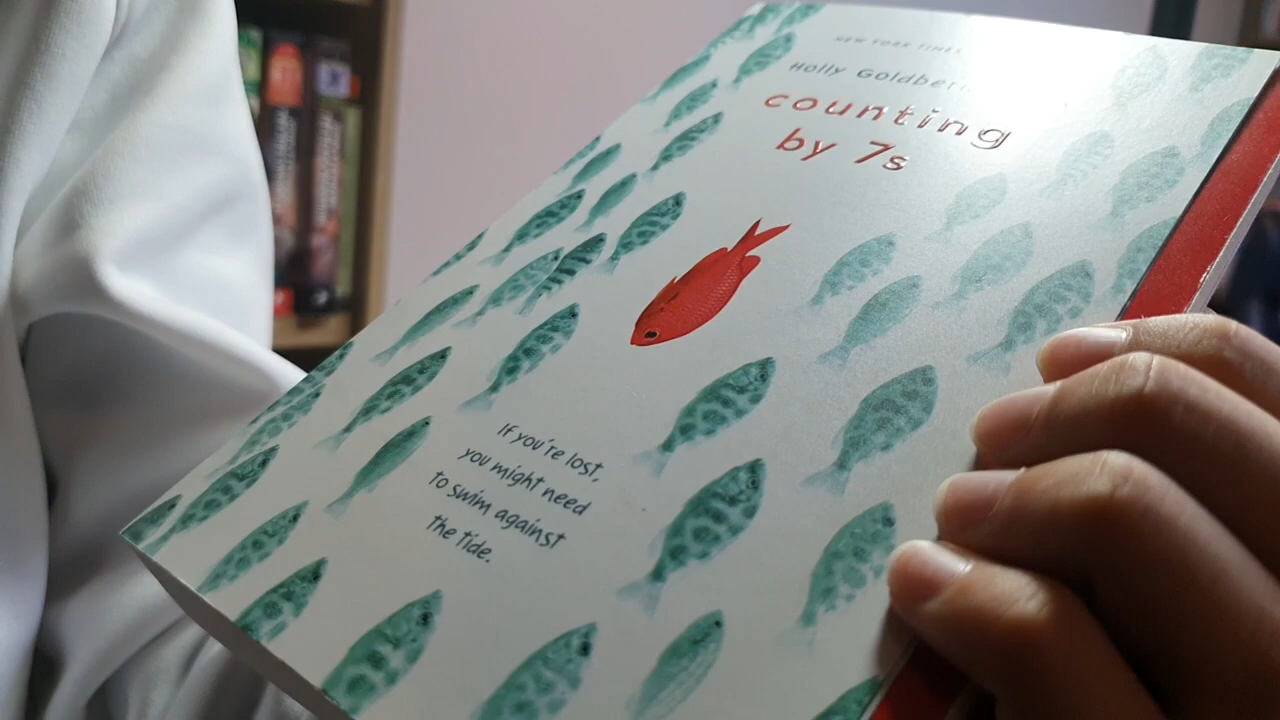 NEW YORK TIMES
Holly Goldberg
counting
by 7s
If you're lost,
you might need
to swim against
the tide.